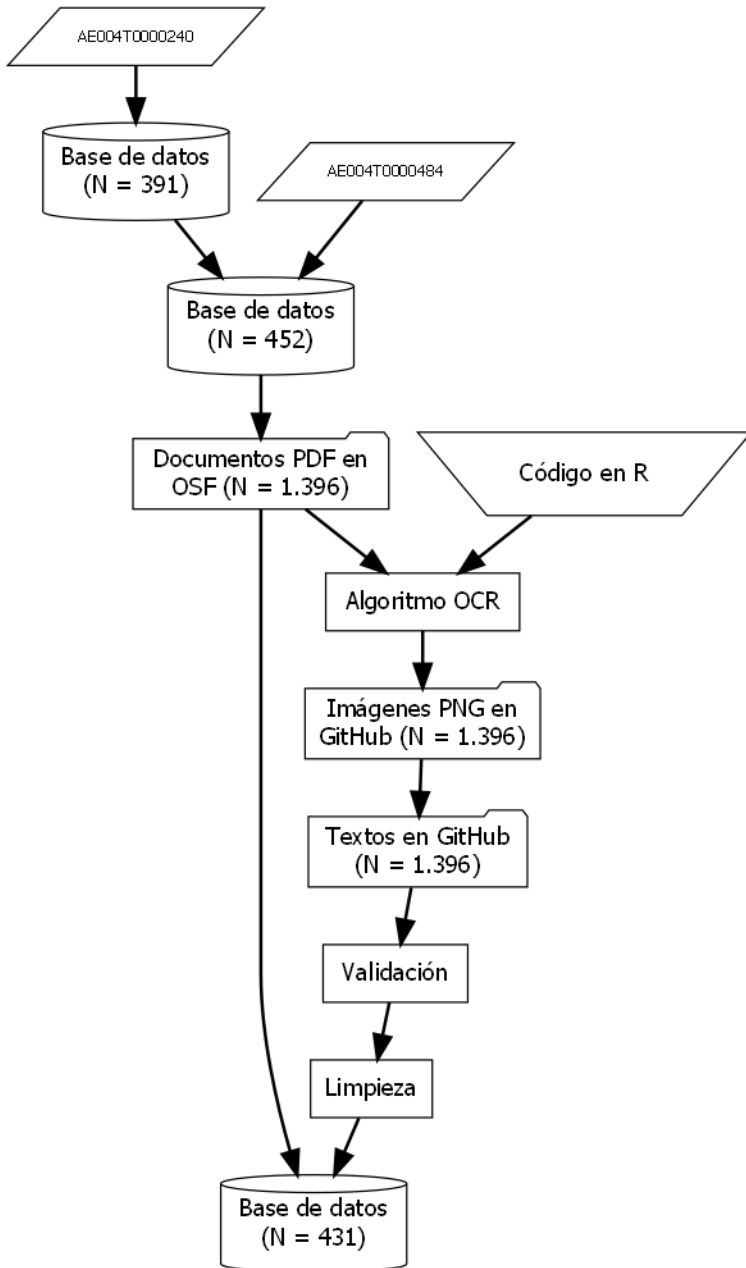 AE004T0000240
Base de datos
(N = 391)
AE004T0000484
Base de datos
(N = 452)
Documentos PDF en
OSF (N = 1.396)
Código en R
Algoritmo OCR
Imágenes PNG en
GitHub (N = 1.396)
Textos en GitHub
(N = 1.396)
Validación
Limpieza
Base de datos
(N = 431)